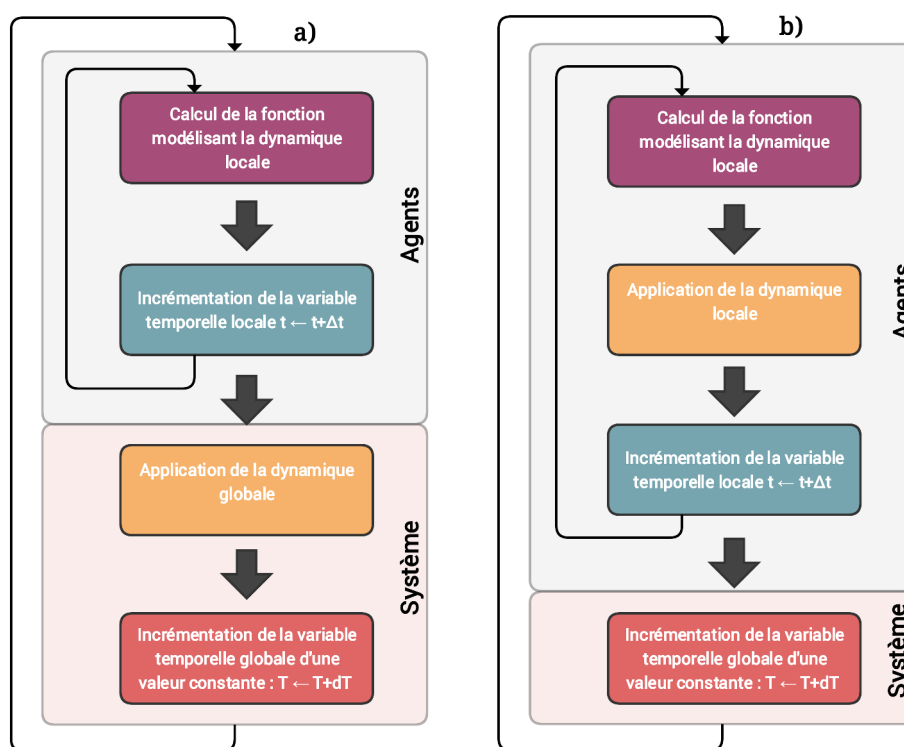 a)
Calcul de la fonction
modélisant la dynamique
locale
Incrémentation de la variable
temporelle locale t ← t+Δt
Agents
Application de la dynamique
globale
Incrémentation de la variable
temporelle globale d'une
valeur constante : T ← T+dT
Système
b)
Calcul de la fonction
modélisant la dynamique
locale
Application de la dynamique
locale
Incrémentation de la variable
temporelle locale t ← t+Δt
Agents
Incrémentation de la variable
temporelle globale d'une
valeur constante : T ← T+dT
Système